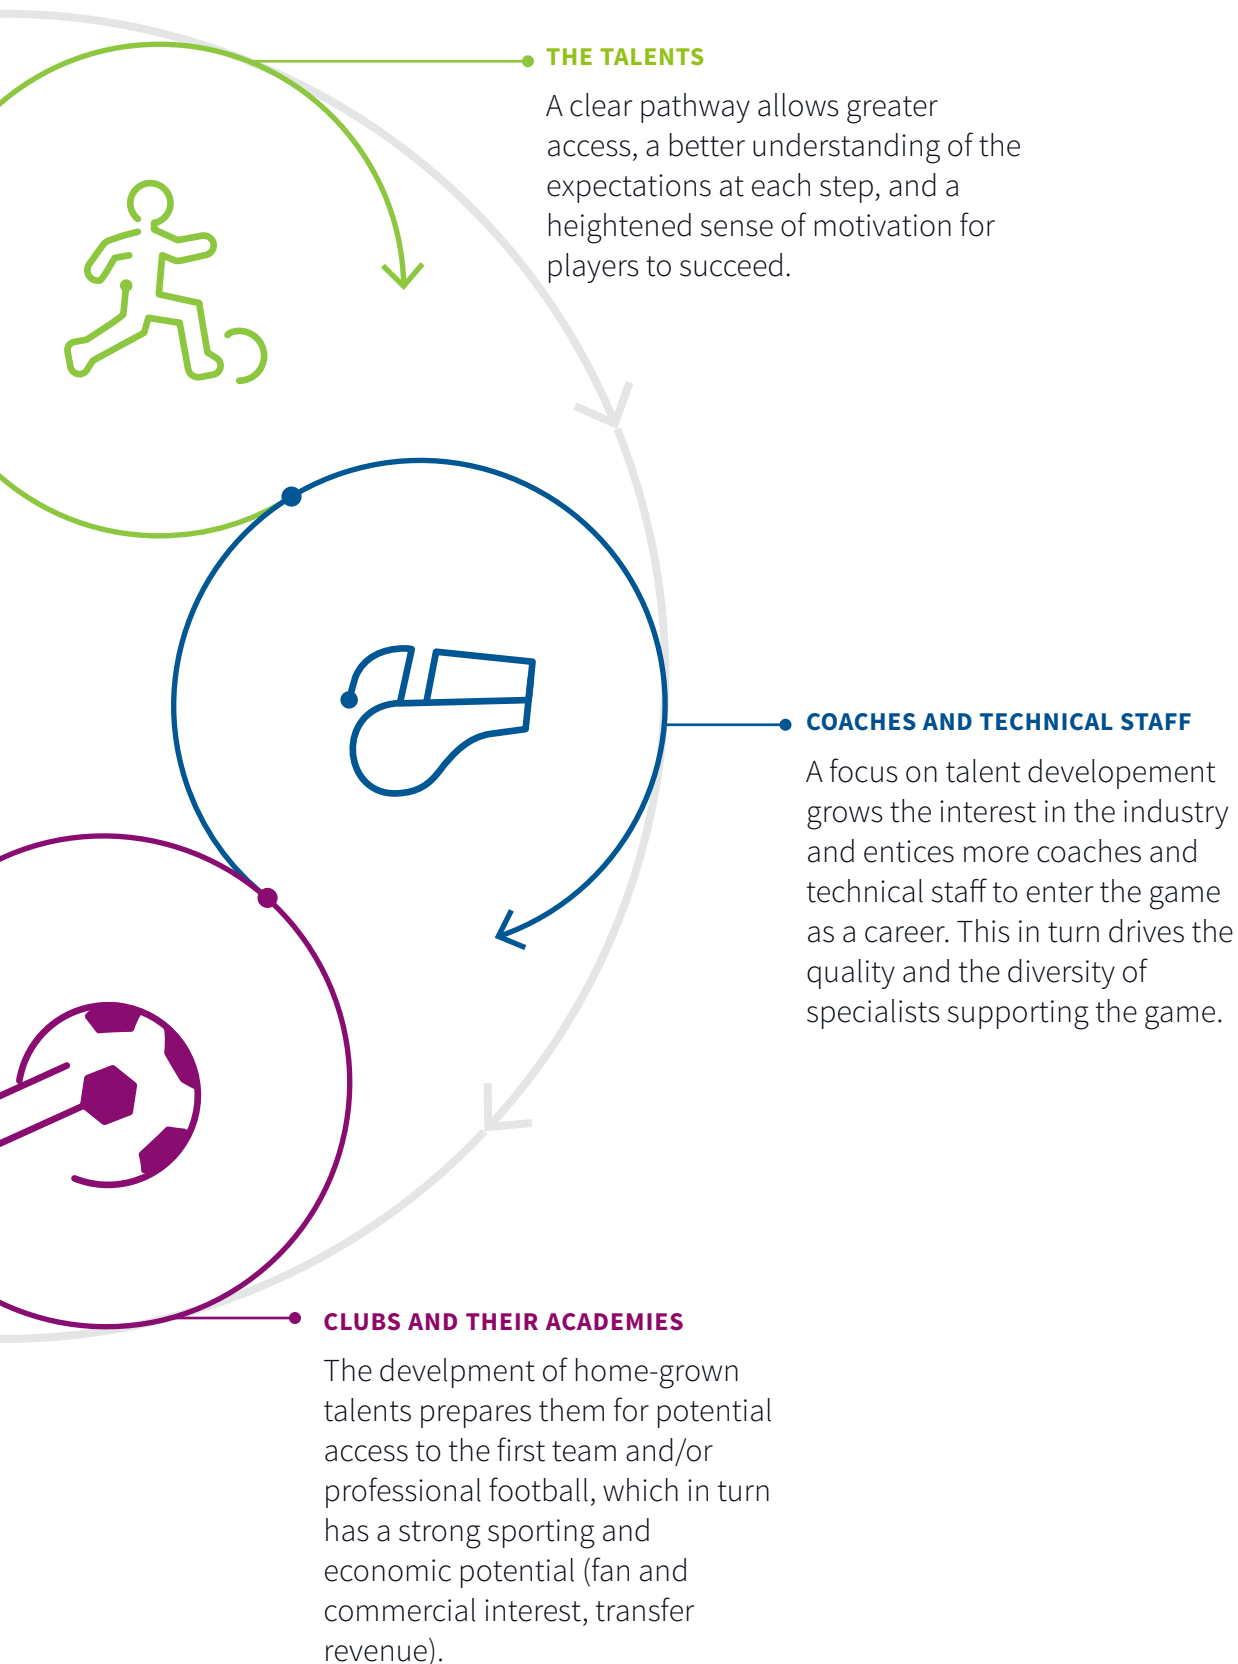 THE TALENTS
A clear pathway allows greater
access, a better understanding of the
expectations at each step, and a
heightened sense of motivation for
players to succeed.
COACHES AND TECHNICAL STAFF
A focus on talent developement
grows the interest in the industry
and entices more coaches and
technical staff to enter the game
as a career. This in turn drives the
quality and the diversity of
specialists supporting the game.
CLUBS AND THEIR ACADEMIES
The develpment of home-grown
talents prepares them for potential
access to the first team and/or
professional football, which in turn
has a strong sporting and
economic potential (fan and
commercial interest, transfer
revenue).